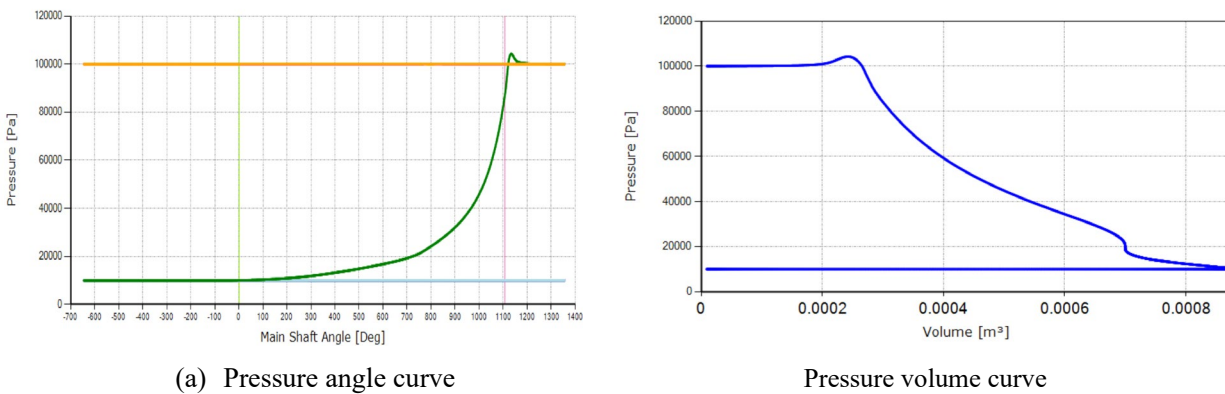 120000
100000
80000
60000
40000
20000
0
Pressure [Pa]
-700 -600 -500 -400 -300 -200 -100 0 100 200 300 400 500 600 700 800 900 1000 1100 1200 1300 1400
Main Shaft Angle [Deg]
120000
100000
80000
60000
40000
20000
0
Pressure [Pa]
0 0.0002 0.0004 0.0006 0.0008
Volume [m³]
(a) Pressure angle curve
Pressure volume curve